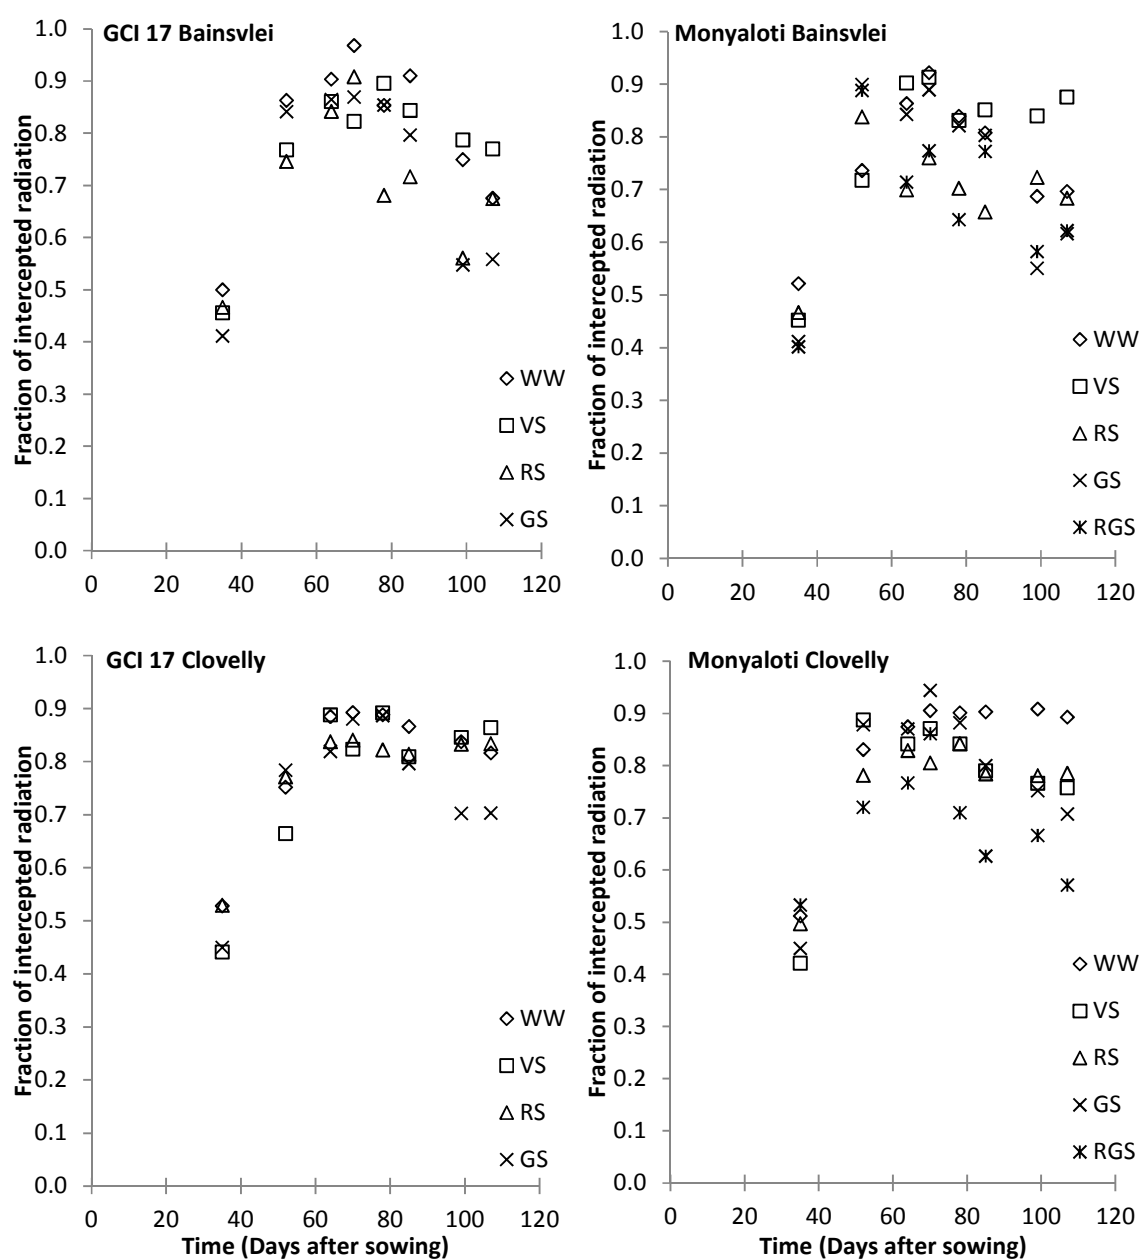 GCI 17 Bainsvlei
Fraction of intercepted radiation
1.0
0.9
0.8
0.7
0.6
0.5
0.4
0.3
0.2
0.1
0.0
0 20 40 60 80 100 120
WW
VS
RS
GS
Monyaloti Bainsvlei
Fraction of intercepted radiation
1.0
0.9
0.8
0.7
0.6
0.5
0.4
0.3
0.2
0.1
0.0
0 20 40 60 80 100 120
WW
VS
RS
GS
RGS
GCI 17 Clovelly
Fraction of intercepted radiation
1.0
0.9
0.8
0.7
0.6
0.5
0.4
0.3
0.2
0.1
0.0
0 20 40 60 80 100 120
Time (Days after sowing)
WW
VS
RS
GS
Monyaloti Clovelly
Fraction of intercepted radiation
1.0
0.9
0.8
0.7
0.6
0.5
0.4
0.3
0.2
0.1
0.0
0 20 40 60 80 100 120
Time (Days after sowing)
WW
VS
RS
GS
RGS